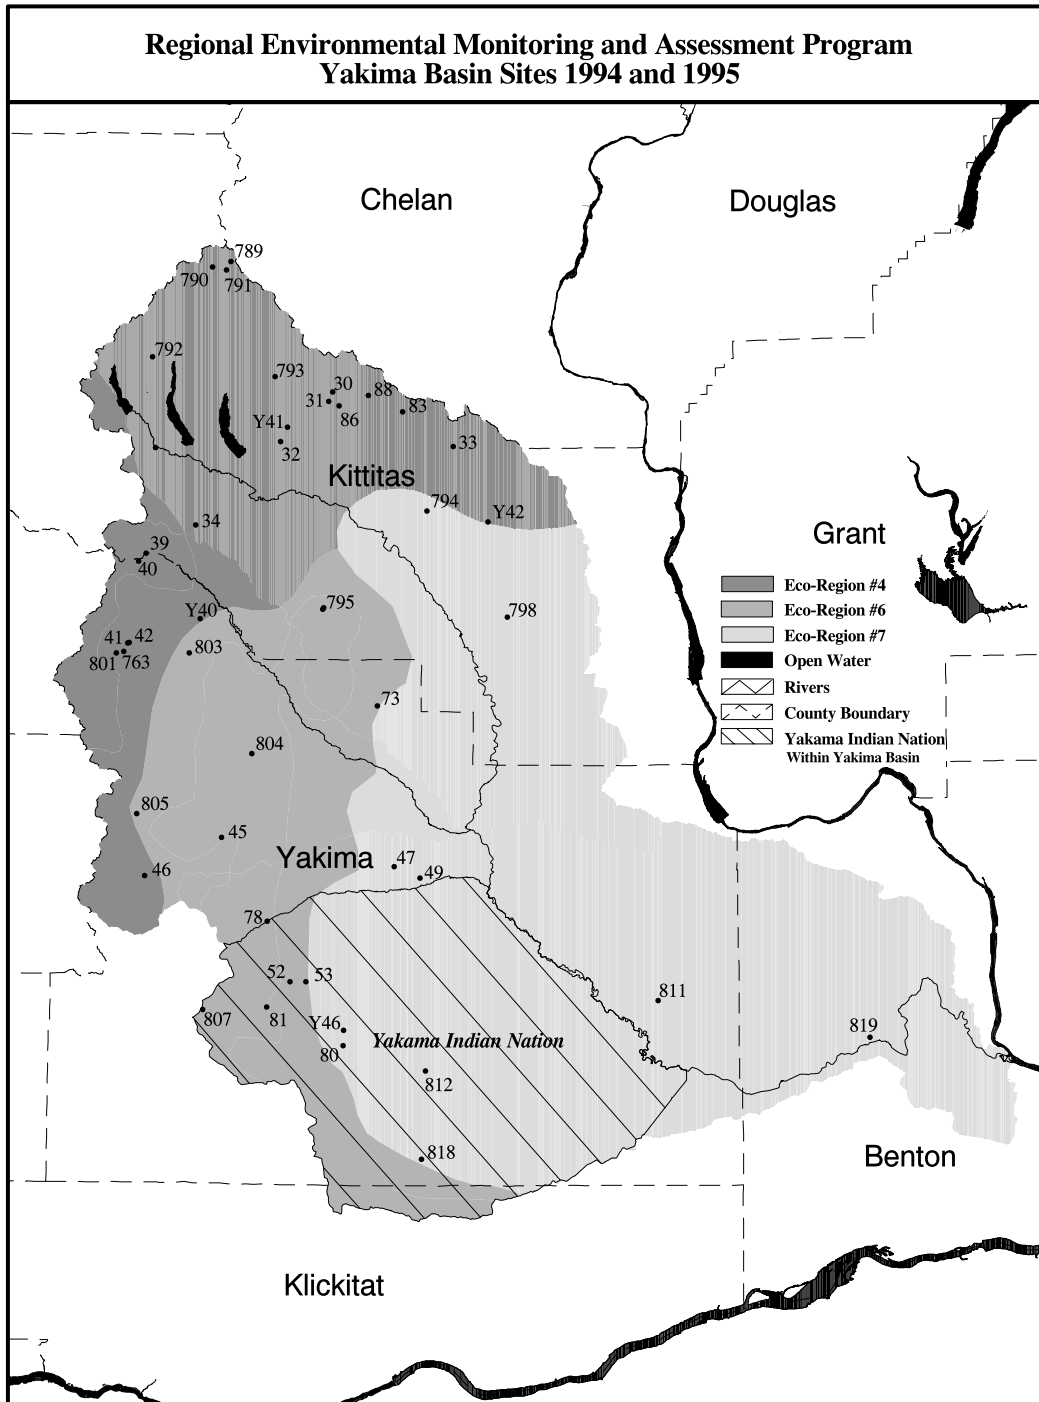 Regional Environmental Monitoring and Assessment Program
Yakima Basin Sites 1994 and 1995
Chelan
Douglas
789
790
791
792
793
30
88
31
86
83
Y41
33
32
Kittitas
794
Y42
34
Grant
39
40
Eco-Region #4
795
Eco-Region #6
Y40
798
Eco-Region #7
41
42
803
801
763
Open Water
Rivers
73
County Boundary
Yakama Indian Nation
Within Yakima Basin
804
805
45
Yakima
47
46
49
78
52
53
811
807
81
Y46
819
Yakama Indian Nation
80
812
818
Benton
Klickitat